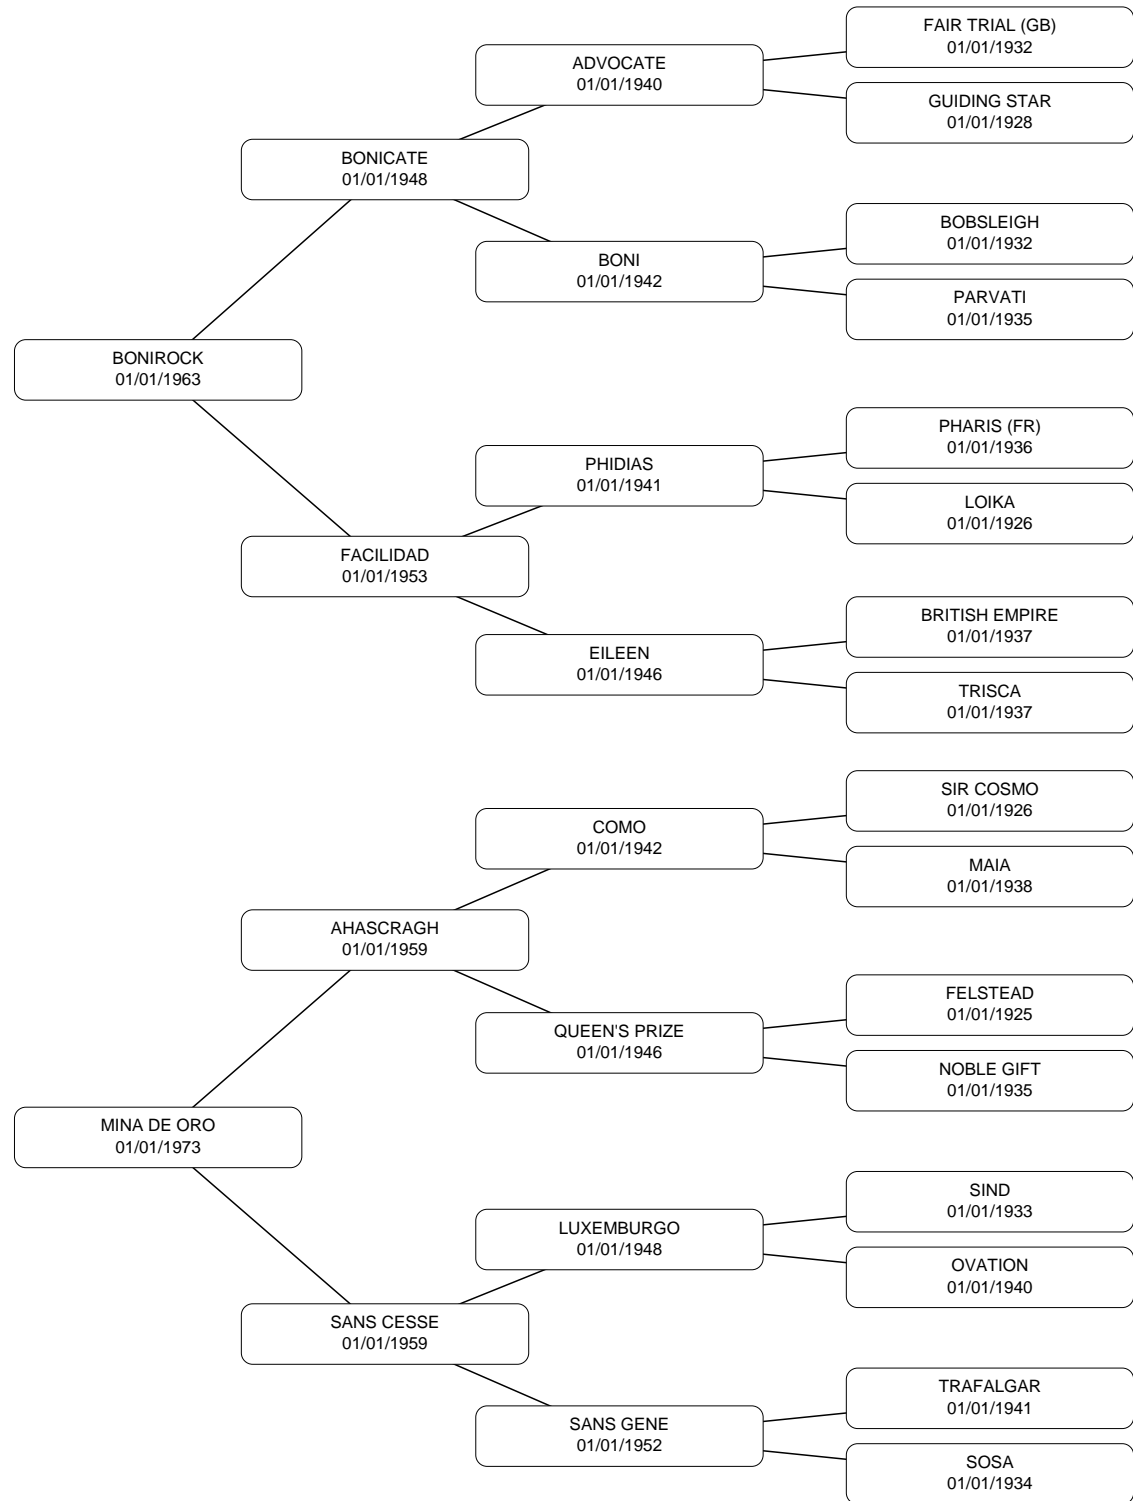 FAIR TRIAL (GB)
01/01/1932
ADVOCATE
01/01/1940
GUIDING STAR
01/01/1928
BONICATE
01/01/1948
BOBSLEIGH
01/01/1932
BONI
01/01/1942
PARVATI
01/01/1935
BONIROCK
01/01/1963
PHARIS (FR)
01/01/1936
PHIDIAS
01/01/1941
LOIKA
01/01/1926
FACILIDAD
01/01/1953
BRITISH EMPIRE
01/01/1937
EILEEN
01/01/1946
TRISCA
01/01/1937
SIR COSMO
01/01/1926
COMO
01/01/1942
MAIA
01/01/1938
AHASCRAGH
01/01/1959
FELSTEAD
01/01/1925
QUEEN'S PRIZE
01/01/1946
NOBLE GIFT
01/01/1935
MINA DE ORO
01/01/1973
SIND
01/01/1933
LUXEMBURGO
01/01/1948
OVATION
01/01/1940
SANS CESSE
01/01/1959
TRAFALGAR
01/01/1941
SANS GENE
01/01/1952
SOSA
01/01/1934